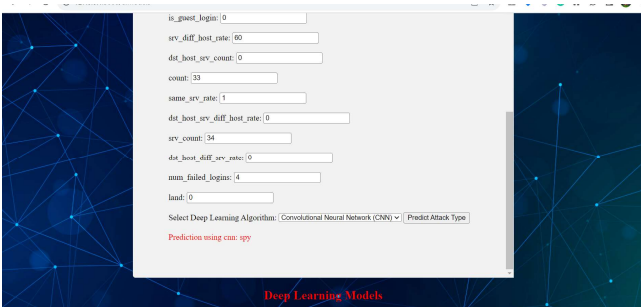 is_guest_login: 0
srv_diff_host_rate: 60
dst_host_srv_count: 0
count: 33
same_srv_rate: 1
dst_host_srv_diff_host_rate: 0
srv_count: 34
dst_host_diff_srv_rate: 0
num_failed_logins: 4
land: 0
Select Deep Learning Algorithm: Convolutional Neural Network (CNN) Predict Attack Type
Prediction using cnn: spy
Deep Learning Models